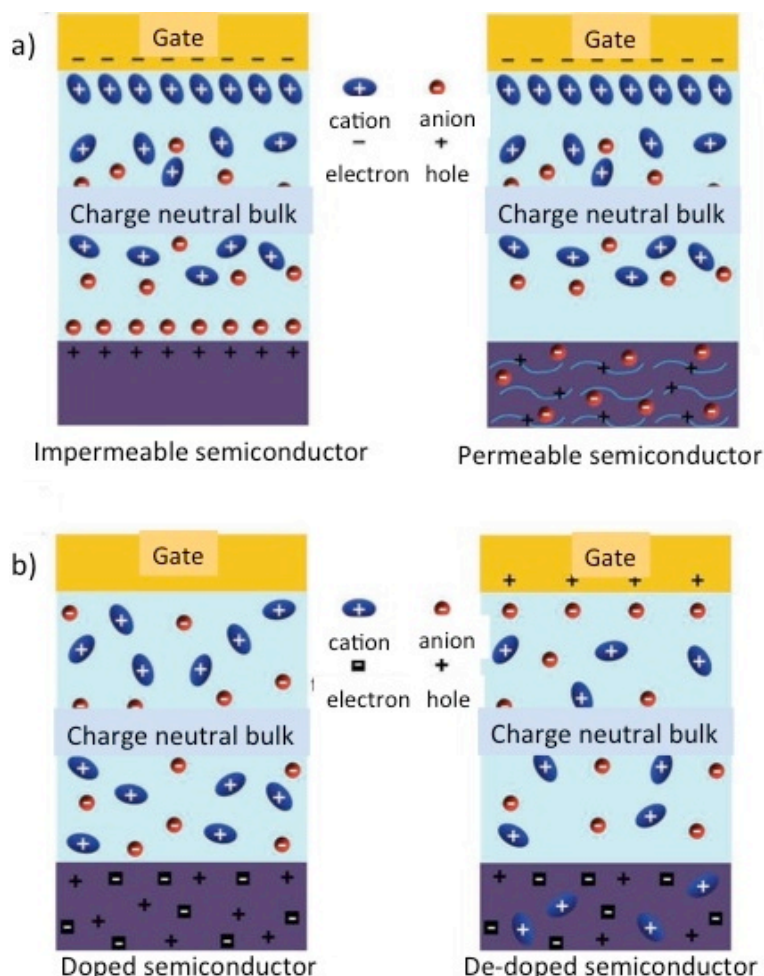 a)
Gate
Gate
cation anion
electron hole
Charge neutral bulk
Charge neutral bulk
Impermeable semiconductor
Permeable semiconductor
b)
Gate
Gate
cation anion
electron hole
Charge neutral bulk
Charge neutral bulk
Doped semiconductor
De-doped semiconductor